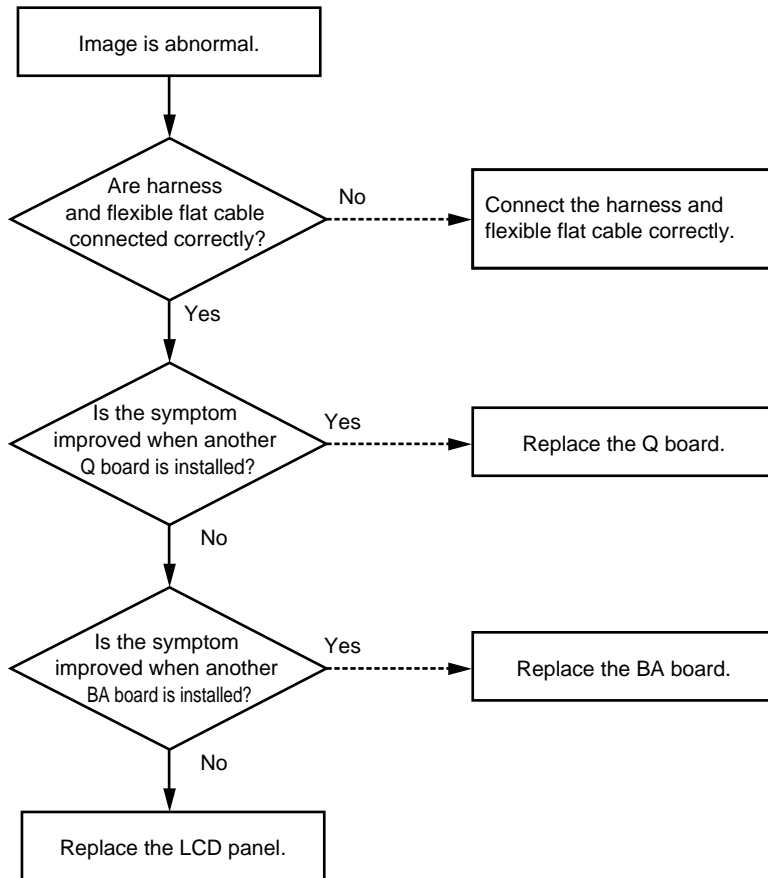 Image is abnormal.
Are harness
and flexible flat cable
connected correctly?
No
Connect the harness and
flexible flat cable correctly.
Yes
Is the symptom
improved when another
Q board is installed?
Yes
Replace the Q board.
No
Is the symptom
improved when another
BA board is installed?
Yes
Replace the BA board.
No
Replace the LCD panel.